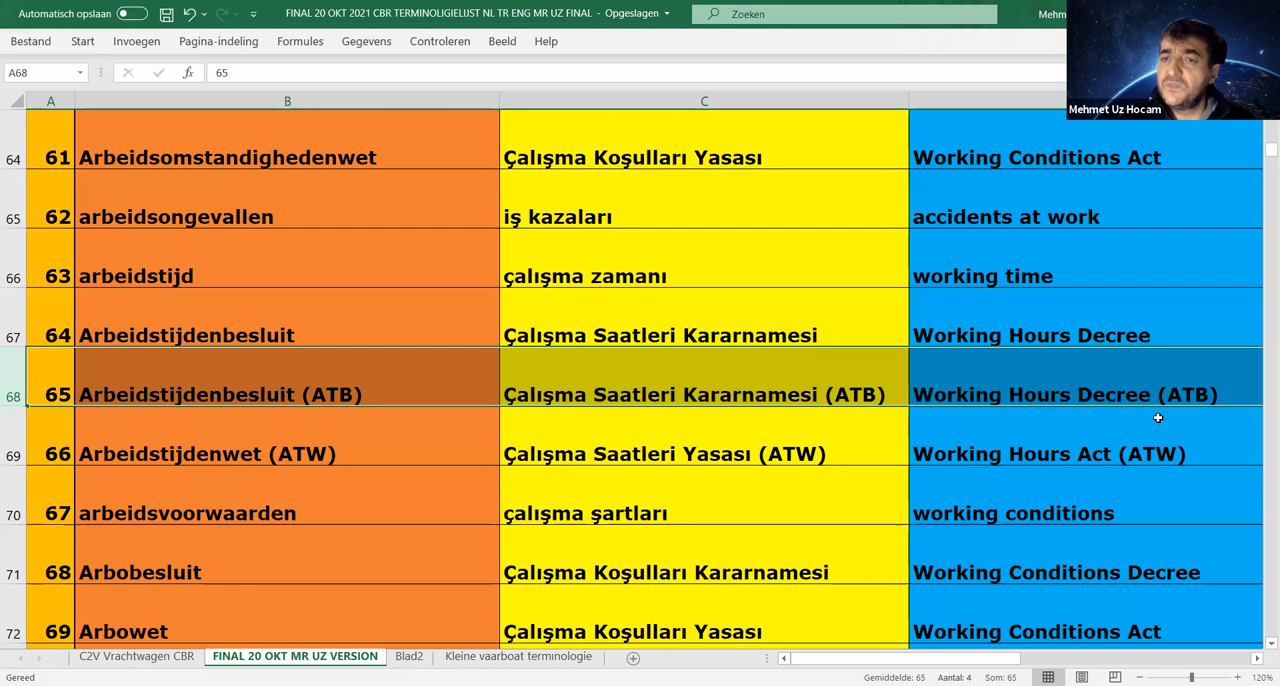 Automatisch opslaan
FINAL 20 OKT 2021 CBR TERMINOLIGIELIJST NL TR ENG MR UZ FINAL - Opgeslagen
Zoeken
Mehm
Bestand Start Invoegen Pagina-indeling Formules Gegevens Controleren Beeld Help
Mehmet Uz Hocam
A68 fx 65
A B C
64 61 Arbeidsomstandighedenwet Çalışma Koşulları Yasası Working Conditions Act
65 62 arbeidsongevallen iş kazaları accidents at work
66 63 arbeidstijd çalışma zamanı working time
67 64 Arbeidstijdenbesluit Çalışma Saatleri Kararnamesi Working Hours Decree
68 65 Arbeidstijdenbesluit (ATB) Çalışma Saatleri Kararnamesi (ATB) Working Hours Decree (ATB)
69 66 Arbeidstijdenwet (ATW) Çalışma Saatleri Yasası (ATW) Working Hours Act (ATW)
70 67 arbeidsvoorwaarden çalışma şartları working conditions
71 68 Arbobesluit Çalışma Koşulları Kararnamesi Working Conditions Decree
72 69 Arbowet Çalışma Koşulları Yasası Working Conditions Act
C2V Vrachtwagen CBR FINAL 20 OKT MR UZ VERSION Blad2 Kleine vaarboat terminologie
Gereed Gemiddelde: 65 Aantal: 4 Som: 65 120%